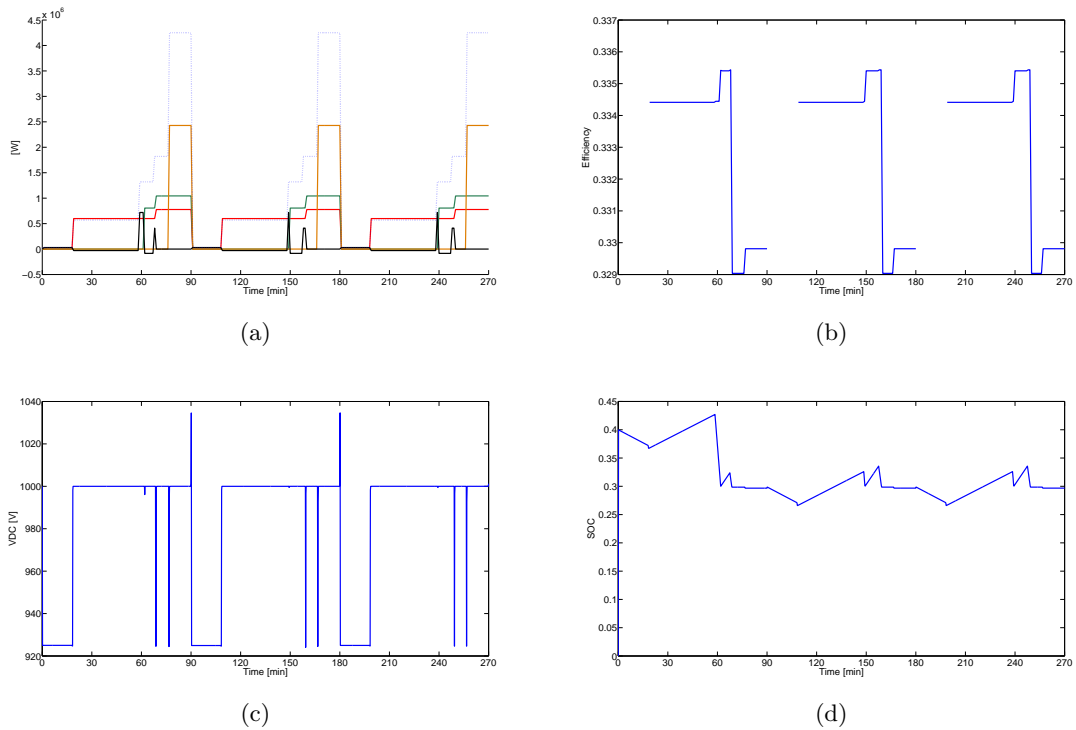 x 10⁶
4.5
4
3.5
3
2.5
2
1.5
1
0.5
0
−0.5
[W]
0 30 60 90 120 150 180 210 240 270
Time [min]
(a)
0.337
0.336
0.335
0.334
0.333
0.332
0.331
0.33
0.329
Efficiency
0 30 60 90 120 150 180 210 240 270
Time [min]
(b)
1040
1020
1000
980
960
940
920
VDC [V]
0 30 60 90 120 150 180 210 240 270
Time [min]
(c)
0.45
0.4
0.35
0.3
0.25
0.2
0.15
0.1
0.05
0
SOC
0 30 60 90 120 150 180 210 240 270
Time [min]
(d)